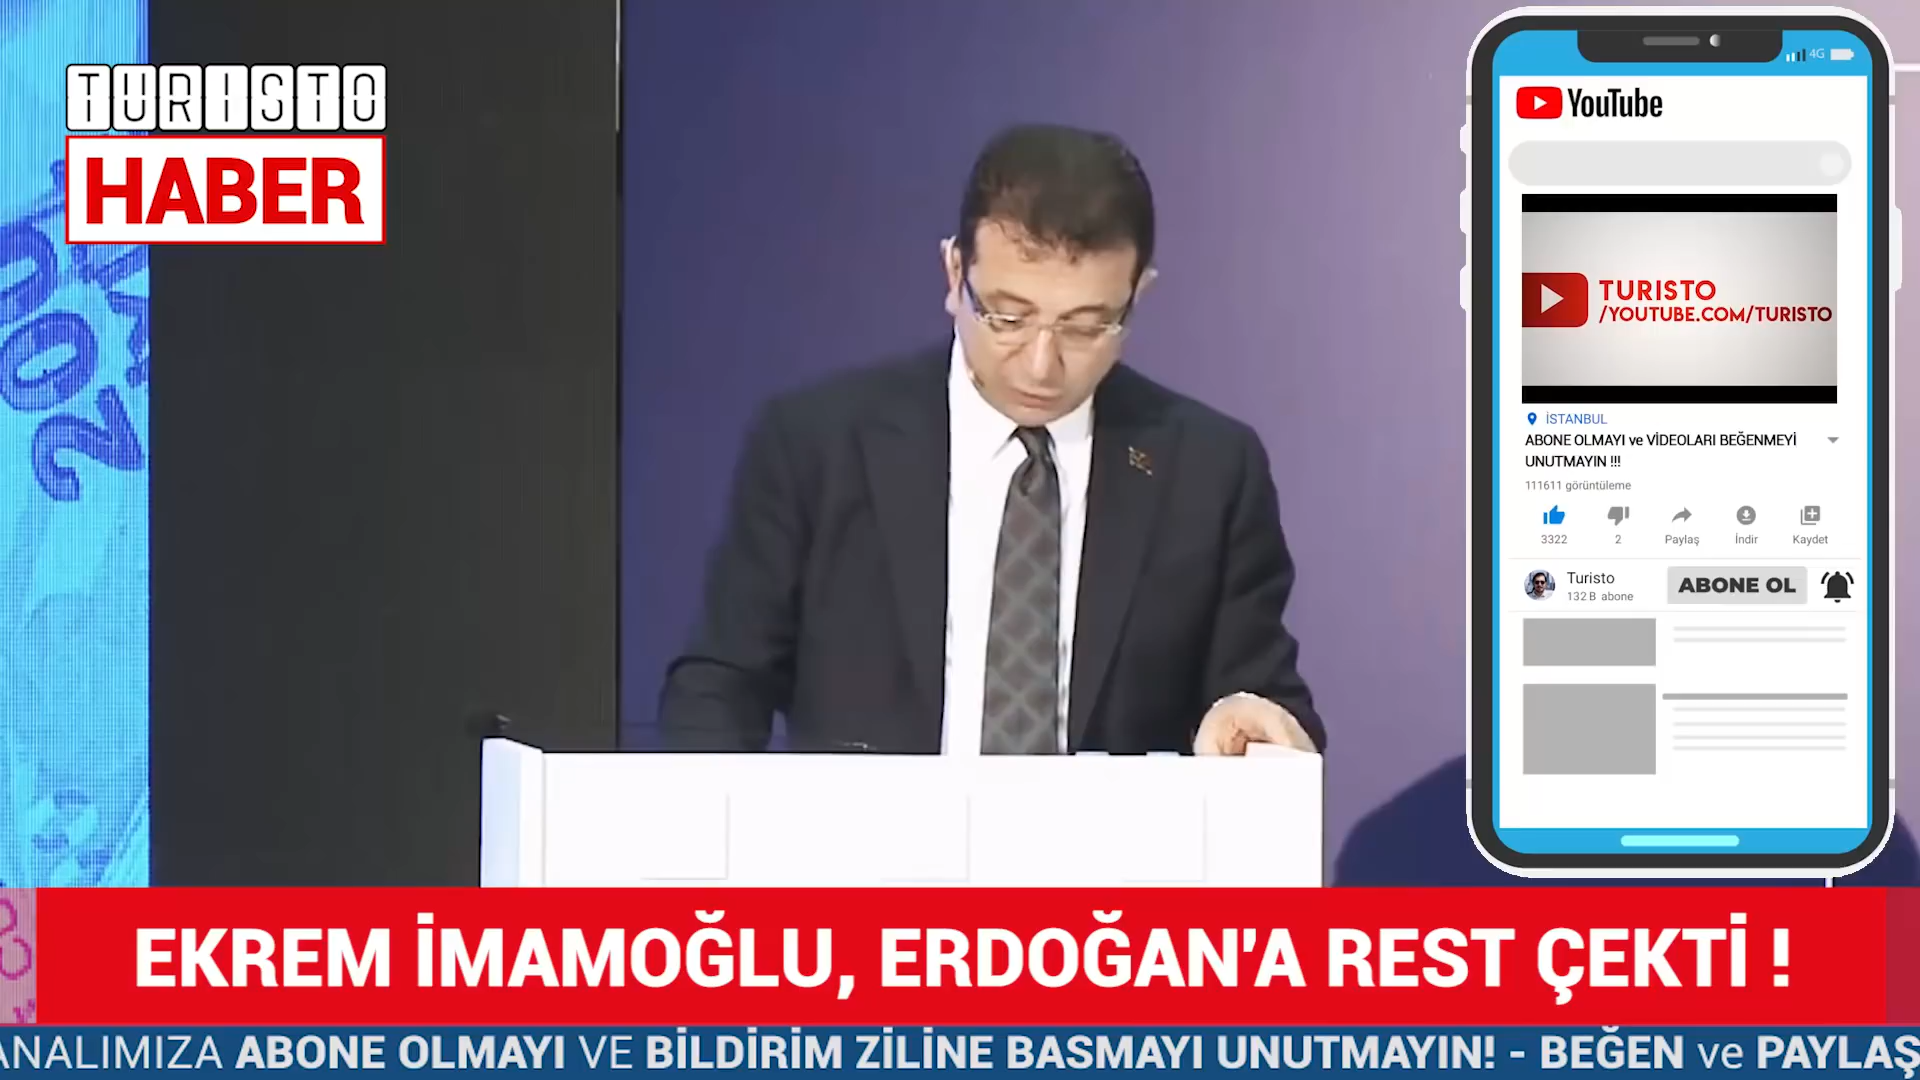 TURISTO
HABER
4G
YouTube
TURISTO
/YOUTUBE.COM/TURISTO
İSTANBUL
ABONE OLMAYI ve VİDEOLARI BEĞENMEYİ
UNUTMAYIN !!!
111611 görüntüleme
3322
2
Paylaş
İndir
Kaydet
Turisto
132 B abone
ABONE OL
EKREM İMAMOĞLU, ERDOĞAN'A REST ÇEKTİ !
ANALIMIZA ABONE OLMAYI VE BİLDİRİM ZİLİNE BASMAYI UNUTMAYIN! - BEĞEN ve PAYLAŞ